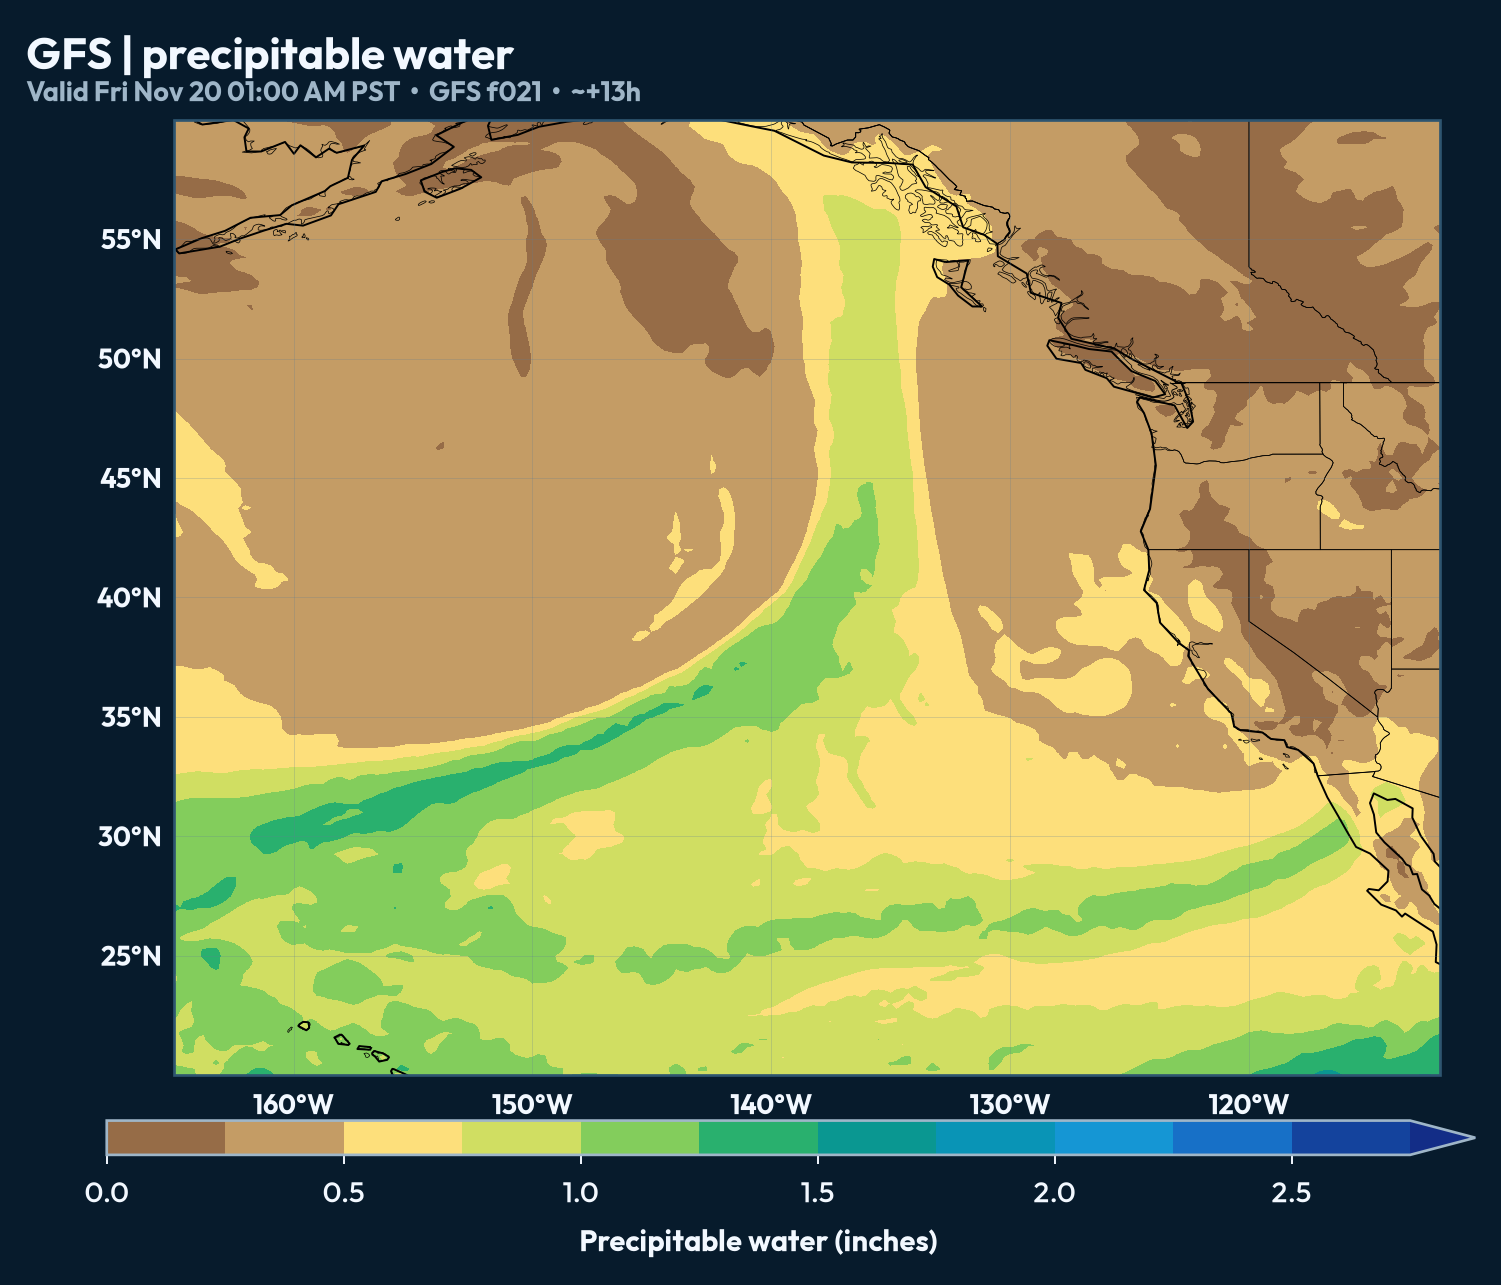 GFS | precipitable water
Valid Fri Nov 20 01:00 AM PST • GFS f021 • ~+13h
55°N
50°N
45°N
40°N
35°N
30°N
25°N
160°W 150°W 140°W 130°W 120°W
0.0 0.5 1.0 1.5 2.0 2.5
Precipitable water (inches)